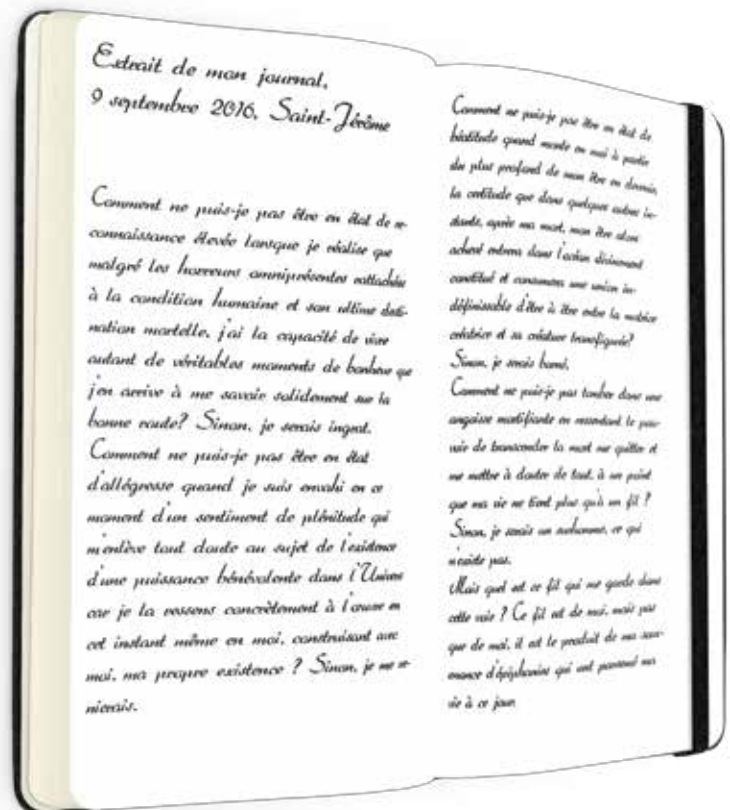 Extrait de mon journal,
9 septembre 2016, Saint-Jérôme
Comment ne puis-je pas être en état de re-
connaissance élevée lorsque je réalise que
malgré les horreurs omniprésentes rattachées
à la condition humaine et son ultime desti-
nation mortelle, j'ai la capacité de vivre
autant de véritables moments de bonheur que
j'en arrive à me savoir solidement sur la
bonne route? Sinon, je serais ingrat.
Comment ne puis-je pas être en état
d'allégresse quand je suis envahi en ce
moment d'un sentiment de plénitude qui
m'enlève tout doute au sujet de l'existence
d'une puissance bénévolente dans l'Univers
car je la ressens concrètement à l'œuvre en
cet instant même en moi, construisant avec
moi, ma propre existence ? Sinon, je me re-
nierais.
Comment ne puis-je pas être en état de
béatitude quand monte en moi à partir
du plus profond de mon être en devenir,
la certitude que dans quelques autres ins-
tants, après ma mort, mon être alors
achevé entrera dans l'océan divinement
constitué et consumera une union in-
définissable d'être à être entre la matrice
créatrice et sa créature transfigurée?
Sinon, je serais borné.
Comment ne puis-je pas tomber dans une
angoisse mortifiante en ressentant le pou-
voir de transcender la mort me quitter et
me mettre à douter de tout, à un point
que ma vie ne tient plus qu'à un fil ?
Sinon, je serais un surhomme, ce qui
n'existe pas.
Mais quel est ce fil qui me garde dans
cette voie ? Ce fil est de moi, mais pas
que de moi, il est le produit de ma sou-
venance d'épiphanies qui ont parsemé ma
vie à ce jour.